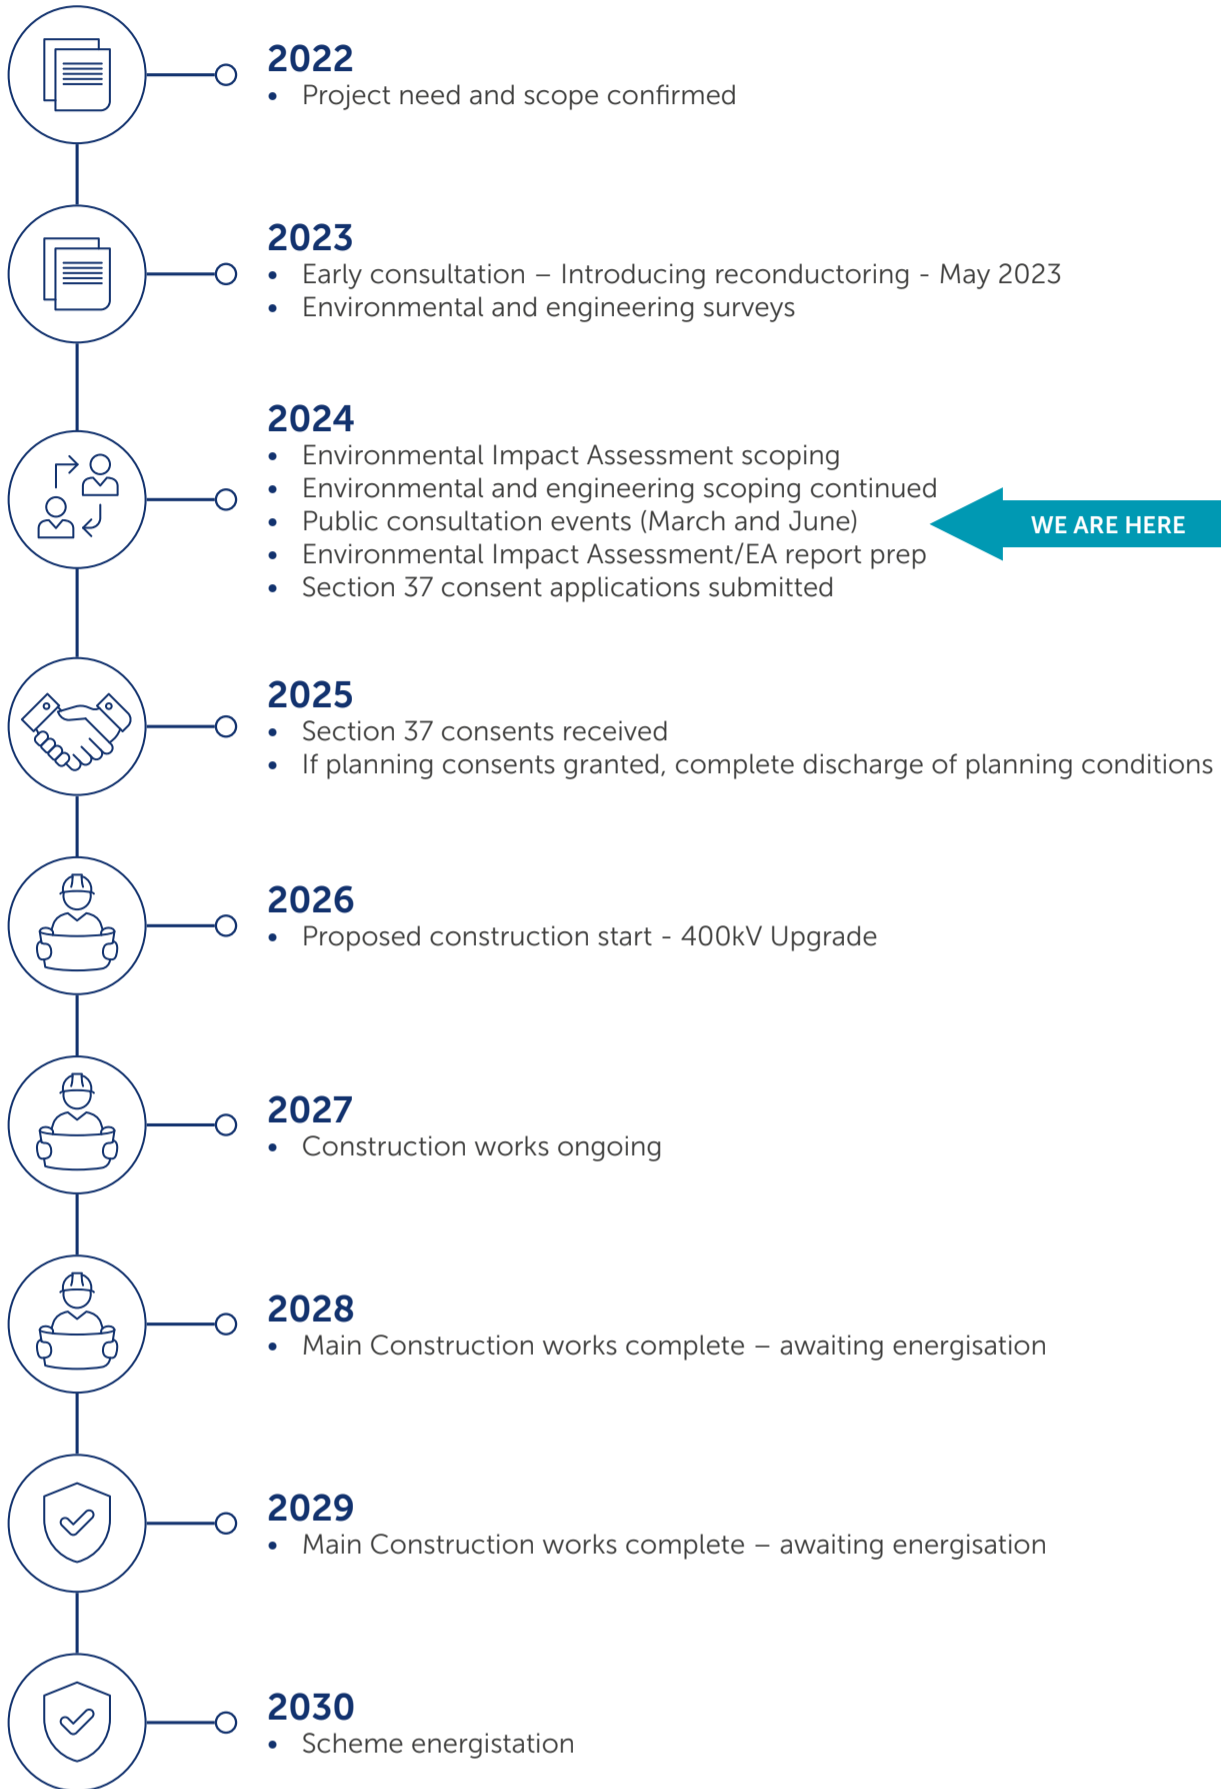 2022
• Project need and scope confirmed
2023
• Early consultation – Introducing reconductoring - May 2023
• Environmental and engineering surveys
2024
• Environmental Impact Assessment scoping
• Environmental and engineering scoping continued
• Public consultation events (March and June)
WE ARE HERE
• Environmental Impact Assessment/EA report prep
• Section 37 consent applications submitted
2025
• Section 37 consents received
• If planning consents granted, complete discharge of planning conditions
2026
• Proposed construction start - 400kV Upgrade
2027
• Construction works ongoing
2028
• Main Construction works complete – awaiting energisation
2029
• Main Construction works complete – awaiting energisation
2030
• Scheme energistation